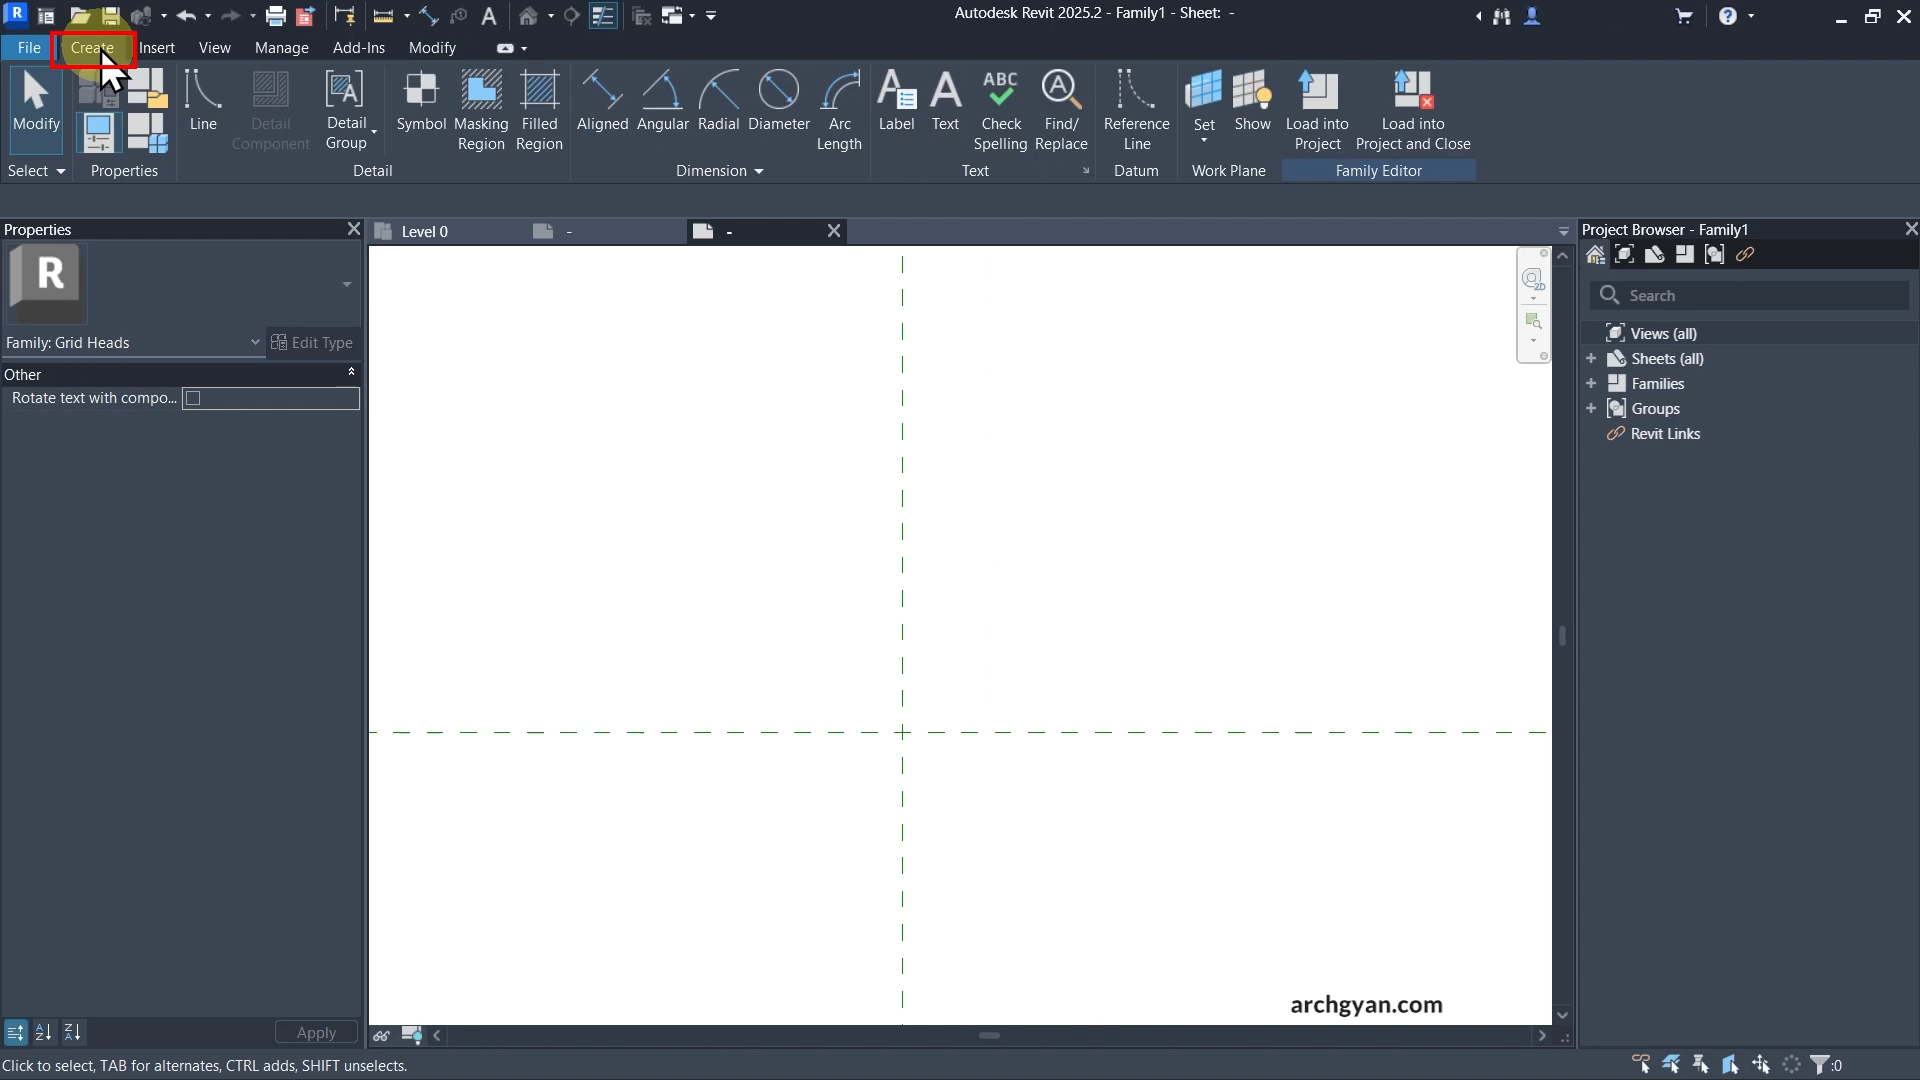 Autodesk Revit 2025.2 - Family1 - Sheet: -
File
Create
Insert
View
Manage
Add-Ins
Modify
Modify
Line
Detail
Component
Detail
Group
Symbol
Masking
Region
Filled
Region
Aligned
Angular
Radial
Diameter
Arc
Length
Label
Text
Check
Spelling
Find/
Replace
Reference
Line
Set
Show
Load into
Project
Load into
Project and Close
Select
Properties
Detail
Dimension
Text
Datum
Work Plane
Family Editor
Properties
Level 0
-
-
Project Browser - Family1
R
Search
Family: Grid Heads
Edit Type
Other
Rotate text with compo...
Views (all)
Sheets (all)
Families
Groups
Revit Links
archgyan.com
Apply
Click to select, TAB for alternates, CTRL adds, SHIFT unselects.
:0